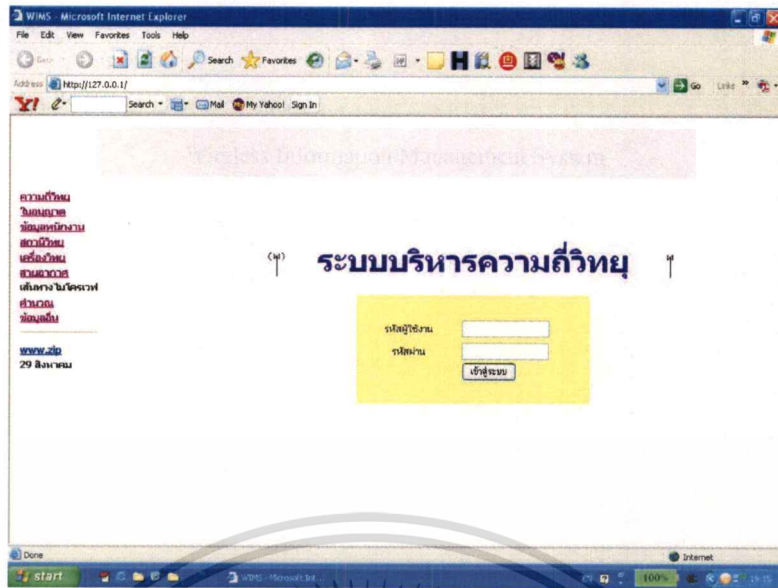 WIMS - Microsoft Internet Explorer
File Edit View Favorites Tools Help
Search Favorites
Address http://127.0.0.1/ Go Links »
Y! Search Mail My Yahoo! Sign In
ความถี่วิทยุ
ใบอนุญาต
ข้อมูลพนักงาน
สถานีวิทยุ
เครื่องวิทยุ
สายอากาศ
เส้นทางไมโครเวฟ
คำนวณ
ข้อมูลอื่น
www.zip
29 สิงหาคม
ระบบบริหารความถี่วิทยุ
รหัสผู้ใช้งาน
รหัสผ่าน
เข้าสู่ระบบ
Done Internet
start WIMS - Microsoft Int... 100%